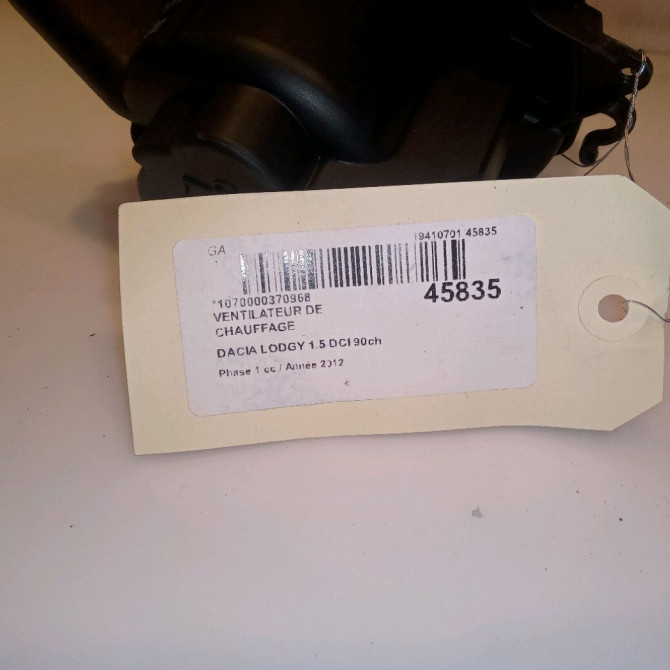 GA
19410701 45835
*1070000370968
45835
VENTILATEUR DE
CHAUFFAGE
DACIA LODGY 1.5 DCI 90ch
Phase 1 cc / Année 2012